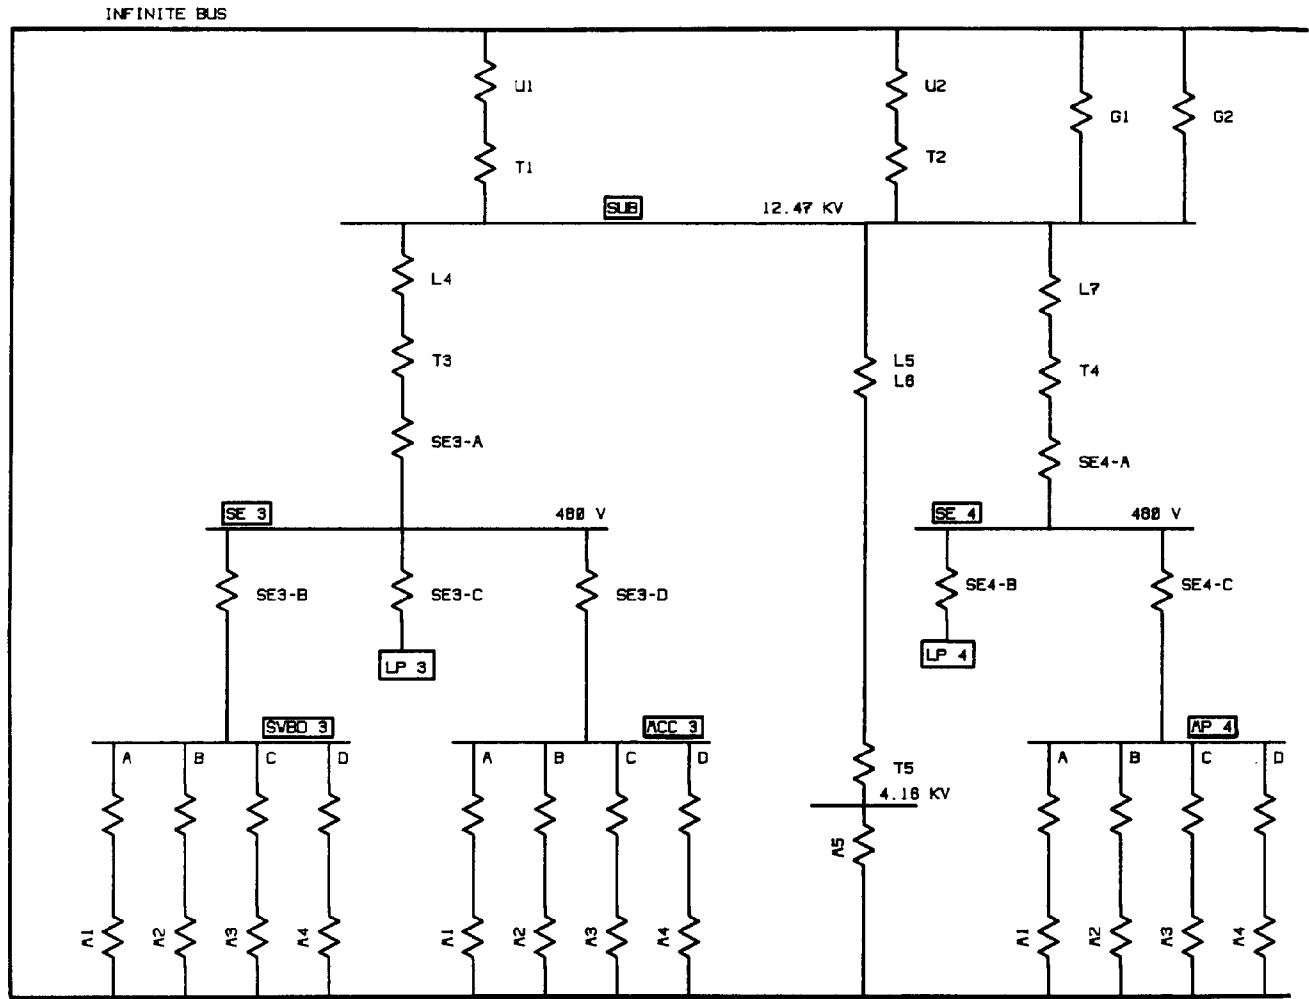 INFINITE BUS
U1
U2
G1
G2
T1
T2
SUB
12.47 KV
L4
L7
T3
L5
L6
T4
SE3-A
SE4-A
SE 3
480 V
SE 4
480 V
SE3-B
SE3-C
SE3-D
SE4-B
SE4-C
LP 3
LP 4
SWBD 3
MCC 3
MP 4
A
B
C
D
A
B
C
D
A
B
C
D
T5
4.16 KV
M5
M1
M2
M3
M4
M1
M2
M3
M4
M1
M2
M3
M4